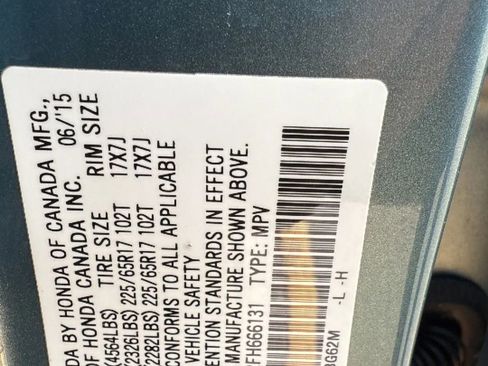 DA BY HONDA OF CANADA MFG.,
OF HONDA CANADA INC. 06/'15
(4564LBS) TIRE SIZE RIM SIZE
(2326LBS) 225/65R17 102T 17X7J
(2282LBS) 225/65R17 102T 17X7J
CONFORMS TO ALL APPLICABLE
VEHICLE SAFETY
VENTION STANDARDS IN EFFECT
MANUFACTURE SHOWN ABOVE.
FH666131 TYPE: MPV
BG62M -L -H